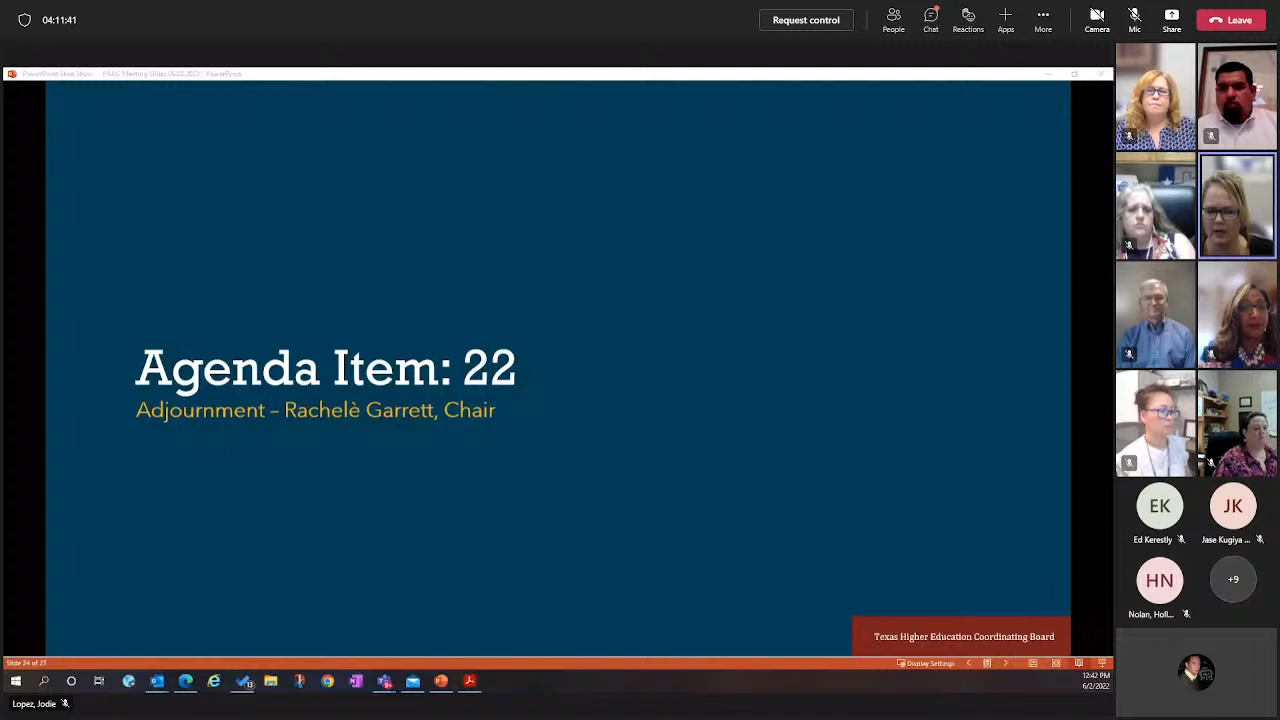 04:11:41
Request control
People
Chat
Reactions
Apps
More
Camera
Mic
Share
Leave
Agenda Item: 22
Adjournment – Rachelè Garrett, Chair
Texas Higher Education Coordinating Board
Slide 24 of 27
Display Settings
12:42 PM
6/2/2022
13
EK
Ed Kerestly
JK
Jase Kugiya ...
HN
Nolan, Holl...
+9
Lopez, Jodie